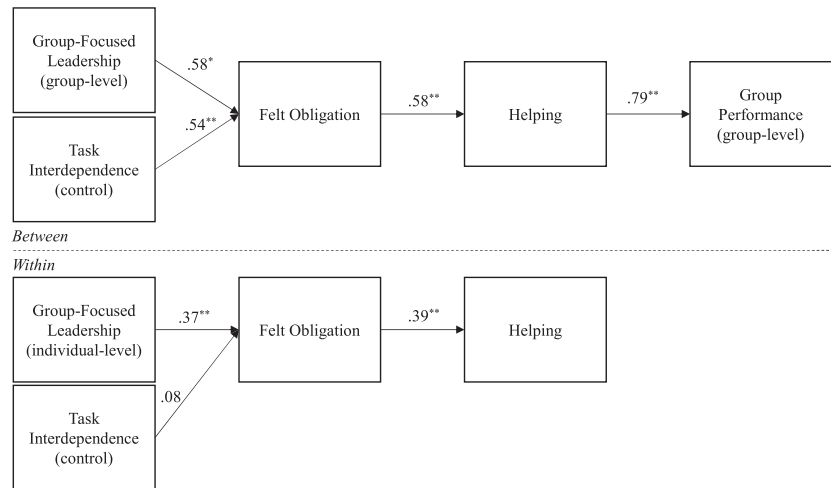 Group-Focused
Leadership
(group-level)
.58*
Task
Interdependence
(control)
.54**
Felt Obligation
.58**
Helping
.79**
Group
Performance
(group-level)
Between
Within
Group-Focused
Leadership
(individual-level)
.37**
Task
Interdependence
(control)
.08
Felt Obligation
.39**
Helping